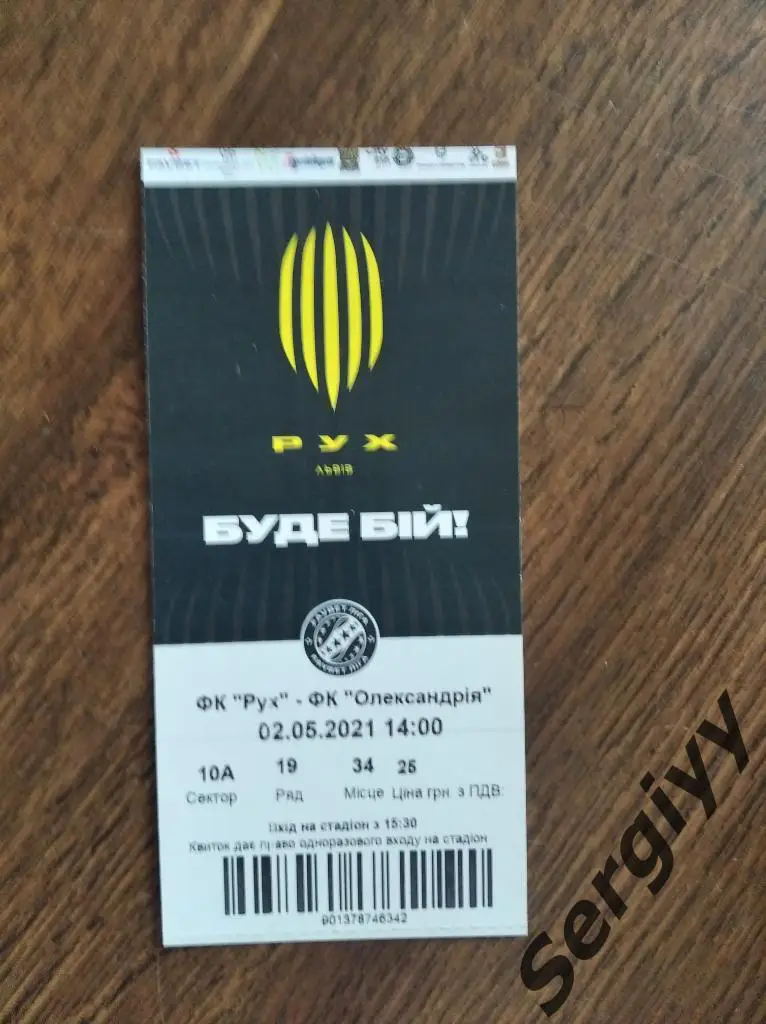 РУХ
ЛЬВІВ
БУДЕ БІЙ!
ФК "Рух" - ФК "Олександрія"
02.05.2021 14:00
10А 19 34 25
Сектор Ряд Місце Ціна грн. з ПДВ:
Вхід на стадіон з 15:30
Квиток дає право одноразового входу на стадіон
901378746342
Sergiyy